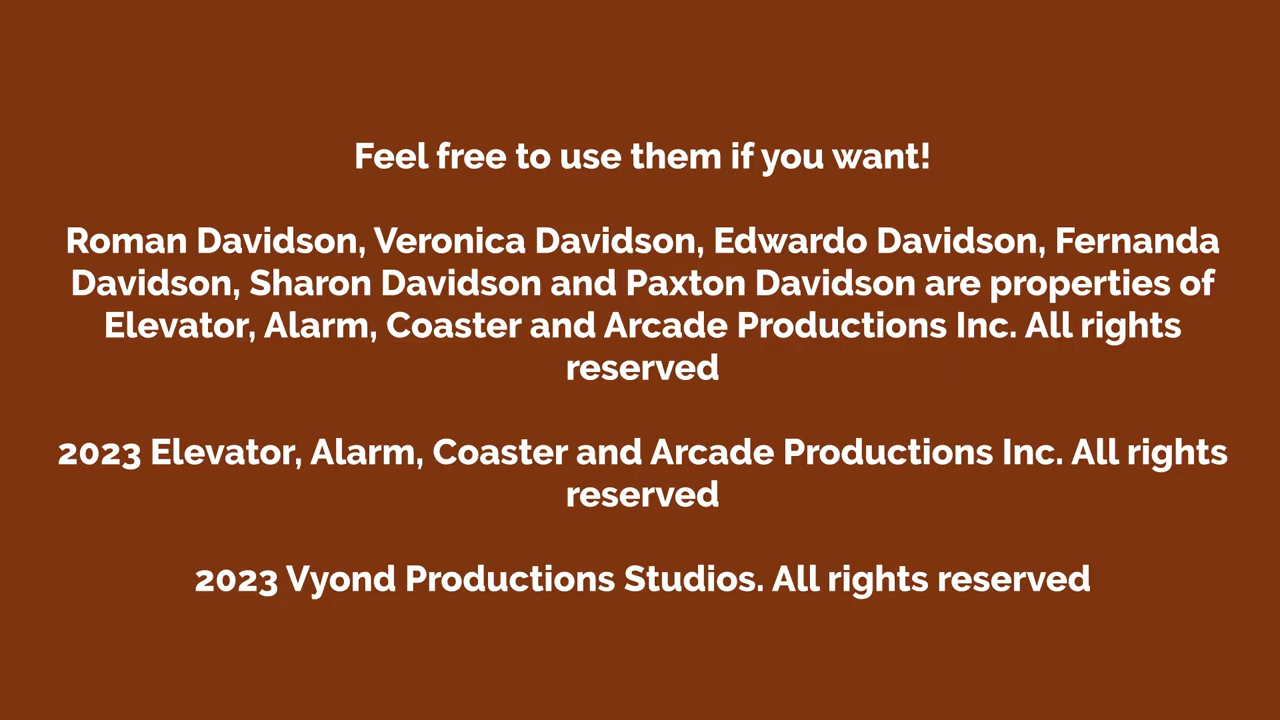 Feel free to use them if you want!
Roman Davidson, Veronica Davidson, Edwardo Davidson, Fernanda
Davidson, Sharon Davidson and Paxton Davidson are properties of
Elevator, Alarm, Coaster and Arcade Productions Inc. All rights
reserved
2023 Elevator, Alarm, Coaster and Arcade Productions Inc. All rights
reserved
2023 Vyond Productions Studios. All rights reserved